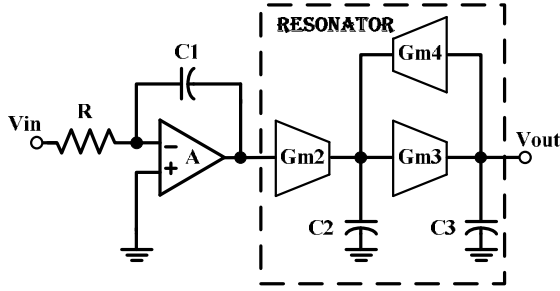 RESONATOR
C1
Gm4
R
Vin
−
+
A
Gm2
Gm3
Vout
C2
C3